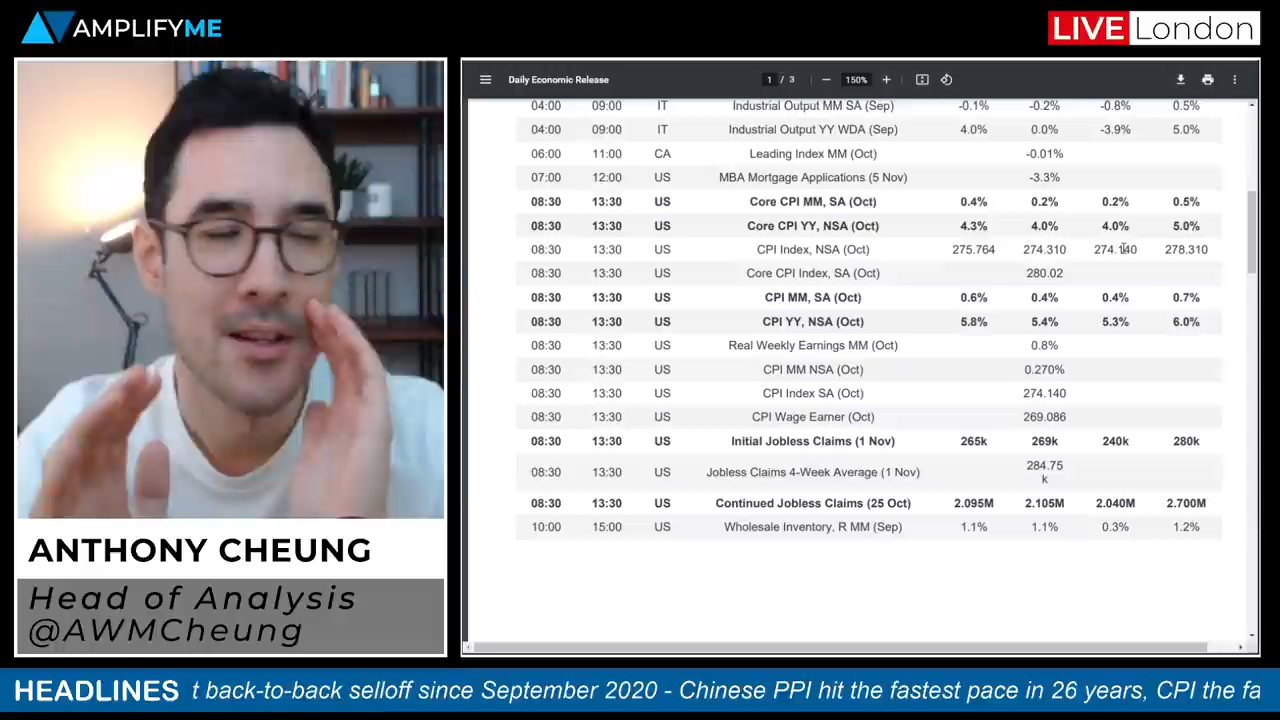 AMPLIFYME
LIVE London
Daily Economic Release
1 / 3
150%
04:00 09:00 IT Industrial Output MM SA (Sep) -0.1% -0.2% -0.8% 0.5%
04:00 09:00 IT Industrial Output YY WDA (Sep) 4.0% 0.0% -3.9% 5.0%
06:00 11:00 CA Leading Index MM (Oct) -0.01%
07:00 12:00 US MBA Mortgage Applications (5 Nov) -3.3%
08:30 13:30 US Core CPI MM, SA (Oct) 0.4% 0.2% 0.2% 0.5%
08:30 13:30 US Core CPI YY, NSA (Oct) 4.3% 4.0% 4.0% 5.0%
08:30 13:30 US CPI Index, NSA (Oct) 275.764 274.310 274.140 278.310
08:30 13:30 US Core CPI Index, SA (Oct) 280.02
08:30 13:30 US CPI MM, SA (Oct) 0.6% 0.4% 0.4% 0.7%
08:30 13:30 US CPI YY, NSA (Oct) 5.8% 5.4% 5.3% 6.0%
08:30 13:30 US Real Weekly Earnings MM (Oct) 0.8%
08:30 13:30 US CPI MM NSA (Oct) 0.270%
08:30 13:30 US CPI Index SA (Oct) 274.140
08:30 13:30 US CPI Wage Earner (Oct) 269.086
08:30 13:30 US Initial Jobless Claims (1 Nov) 265k 269k 240k 280k
08:30 13:30 US Jobless Claims 4-Week Average (1 Nov) 284.75
k
08:30 13:30 US Continued Jobless Claims (25 Oct) 2.095M 2.105M 2.040M 2.700M
10:00 15:00 US Wholesale Inventory, R MM (Sep) 1.1% 1.1% 0.3% 1.2%
ANTHONY CHEUNG
Head of Analysis
@AWMCheung
HEADLINES t back-to-back selloff since September 2020 - Chinese PPI hit the fastest pace in 26 years, CPI the fa